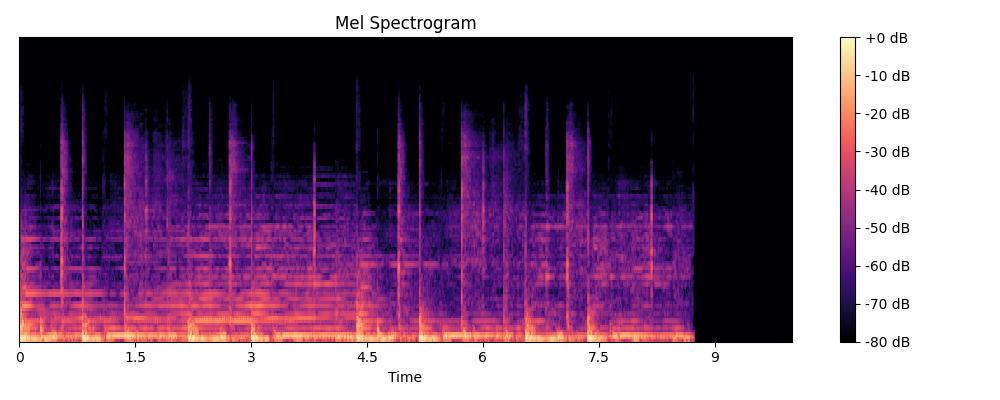 Mel Spectrogram
+0 dB
-10 dB
-20 dB
-30 dB
-40 dB
-50 dB
-60 dB
-70 dB
-80 dB
0
1.5
3
4.5
6
7.5
9
Time